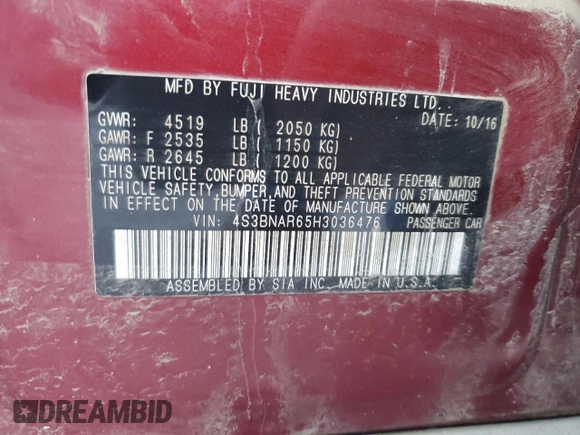 MFD BY FUJI HEAVY INDUSTRIES LTD.
DATE: 10/16
GVWR: 4519 LB ( 2050 KG)
GAWR: F 2535 LB ( 1150 KG)
GAWR: R 2645 LB ( 1200 KG)
THIS VEHICLE CONFORMS TO ALL APPLICABLE FEDERAL MOTOR
VEHICLE SAFETY, BUMPER, AND THEFT PREVENTION STANDARDS
IN EFFECT ON THE DATE OF MANUFACTURE SHOWN ABOVE.
VIN: 4S3BNAR65H3036476 PASSENGER CAR
ASSEMBLED BY SIA INC. MADE IN U.S.A.
DREAMBID